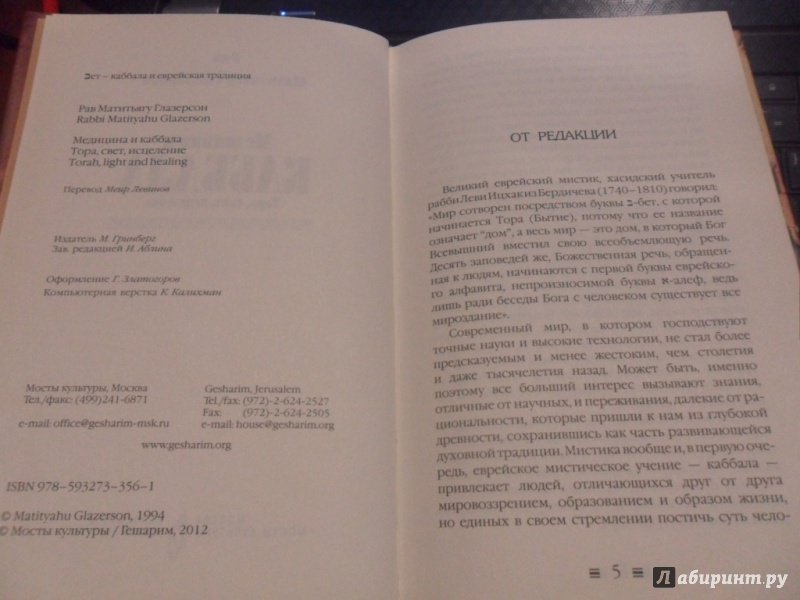 בет – каббала и еврейская традиция
Рав Матитьягу Глазерсон
Rabbi Matityahu Glazerson
Медицина и каббала
Тора, свет, исцеление
Torah, light and healing
Перевод Меир Левинов
Издатель М. Гринберг
Зав. редакцией И. Аблина
Оформление Г. Златогоров
Компьютерная верстка К. Калихман
Мосты культуры, Москва
Тел./факс: (499)241-6871
e-mail: office@gesharim-msk.ru
Gesharim, Jerusalem
Tel./fax: (972)-2-624-2527
Fax: (972)-2-624-2505
e-mail: house@gesharim.org
www.gesharim.org
ISBN 978-593273-356-1
© Matityahu Glazerson, 1994
© Мосты культуры / Гешарим, 2012
ОТ РЕДАКЦИИ
Великий еврейский мистик, хасидский учитель
рабби Леви Ицхак из Бердичева (1740–1810) говорил:
«Мир сотворен посредством буквы ב-бет, с которой
начинается Тора (Бытие), потому что ее название
означает "дом", а весь мир — это дом, в который Бог
Всевышний вместил свою всеобъемлющую речь.
Десять заповедей же, Божественная речь, обращен-
ная к людям, начинаются с первой буквы еврейско-
го алфавита, непроизносимой буквы א-алеф, ведь
лишь ради беседы Бога с человеком существует все
мироздание».
Современный мир, в котором господствуют
точные науки и высокие технологии, не стал более
предсказуемым и менее жестоким, чем столетия
и даже тысячелетия назад. Может быть, именно
поэтому все больший интерес вызывают знания,
отличные от научных, и переживания, далекие от ра-
циональности, которые пришли к нам из глубокой
древности, сохранившись как часть развивающейся
духовной традиции. Мистика вообще и, в первую оче-
редь, еврейское мистическое учение — каббала —
привлекает людей, отличающихся друг от друга
мировоззрением, образованием и образом жизни,
но единых в своем стремлении постичь суть чело-
5
Лабиринт.ру